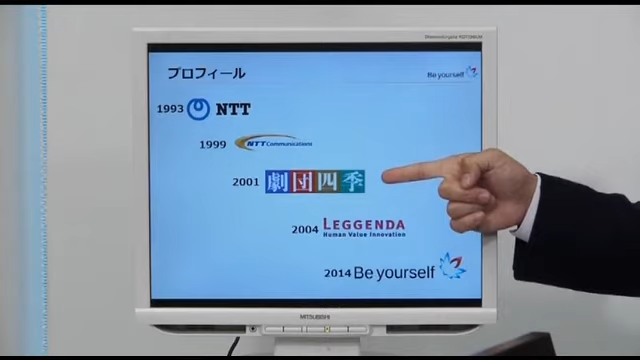 プロフィール
Be yourself
1993 NTT
1999 NTT Communications
2001 劇団四季
2004 LEGGENDA
Human Value Innovation
2014 Be yourself
MITSUBISHI